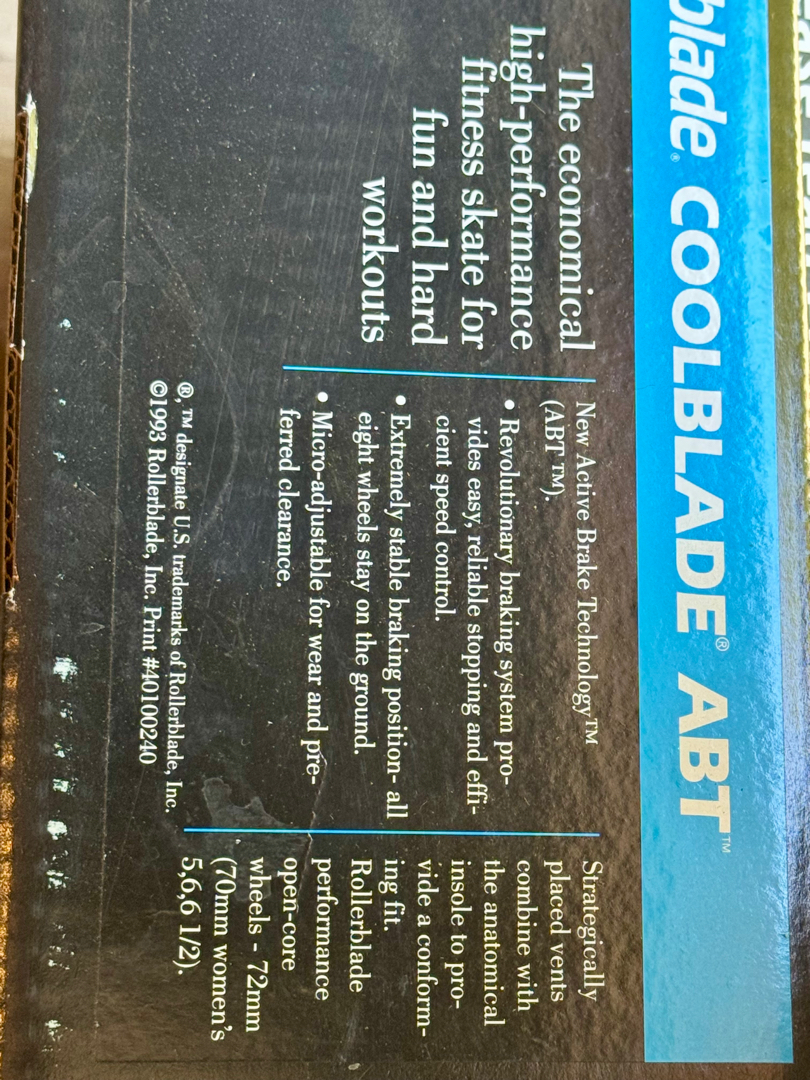 blade® COOLBLADE® ABT™
The economical
high-performance
fitness skate for
fun and hard
workouts
New Active Brake Technology™
(ABT™).
• Revolutionary braking system pro-
vides easy, reliable stopping and effi-
cient speed control.
• Extremely stable braking position- all
eight wheels stay on the ground.
• Micro-adjustable for wear and pre-
ferred clearance.
®,™ designate U.S. trademarks of Rollerblade, Inc.
©1993 Rollerblade, Inc. Print #40100240
Strategically
placed vents
combine with
the anatomical
insole to pro-
vide a conform-
ing fit.
Rollerblade
performance
open-core
wheels - 72mm
(70mm women's
5,6,6 1/2).